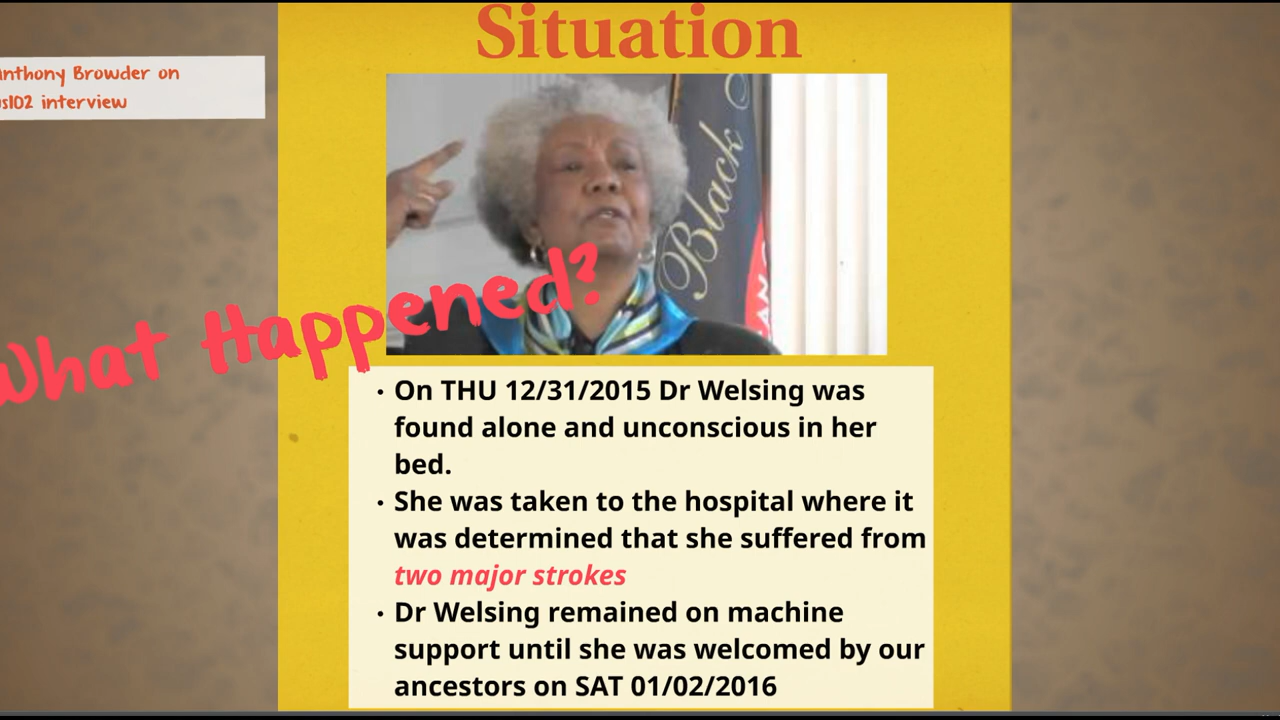 Situation
Anthony Browder on
us102 interview
Black
AN
What Happened?
• On THU 12/31/2015 Dr Welsing was
found alone and unconscious in her
bed.
• She was taken to the hospital where it
was determined that she suffered from
two major strokes
• Dr Welsing remained on machine
support until she was welcomed by our
ancestors on SAT 01/02/2016